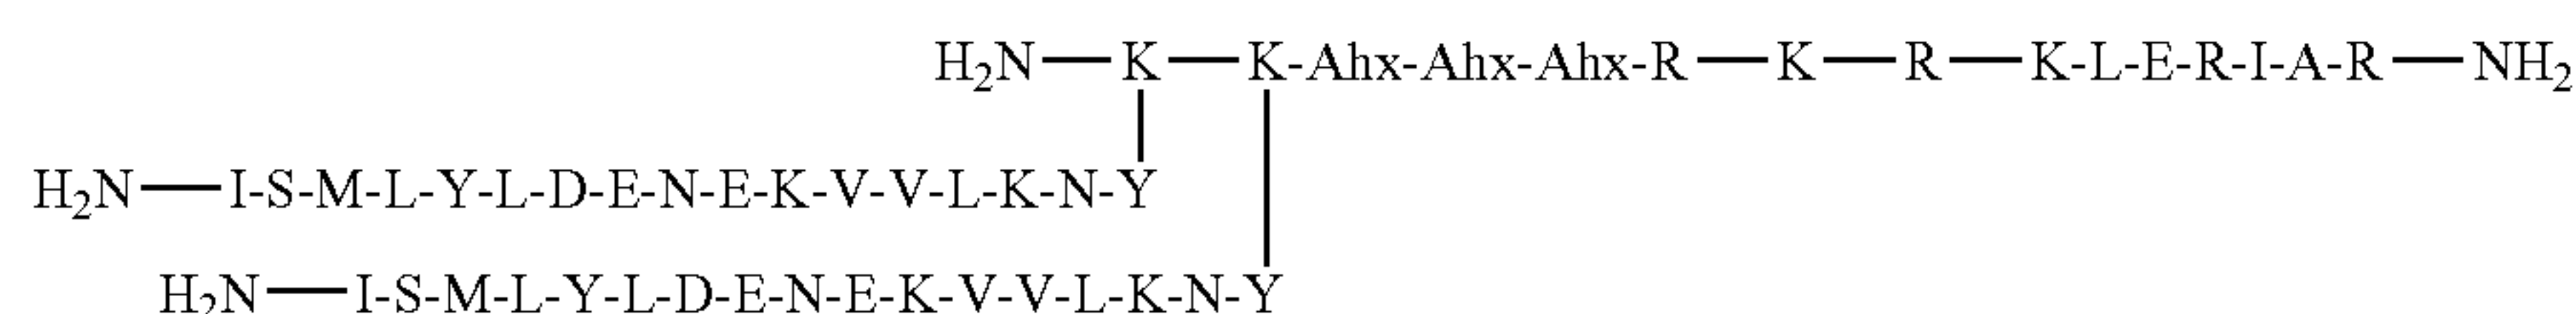 H₂N—K—K-Ahx-Ahx-Ahx-R—K—R—K-L-E-R-I-A-R—NH₂
H₂N—I-S-M-L-Y-L-D-E-N-E-K-V-V-L-K-N-Y
H₂N—I-S-M-L-Y-L-D-E-N-E-K-V-V-L-K-N-Y